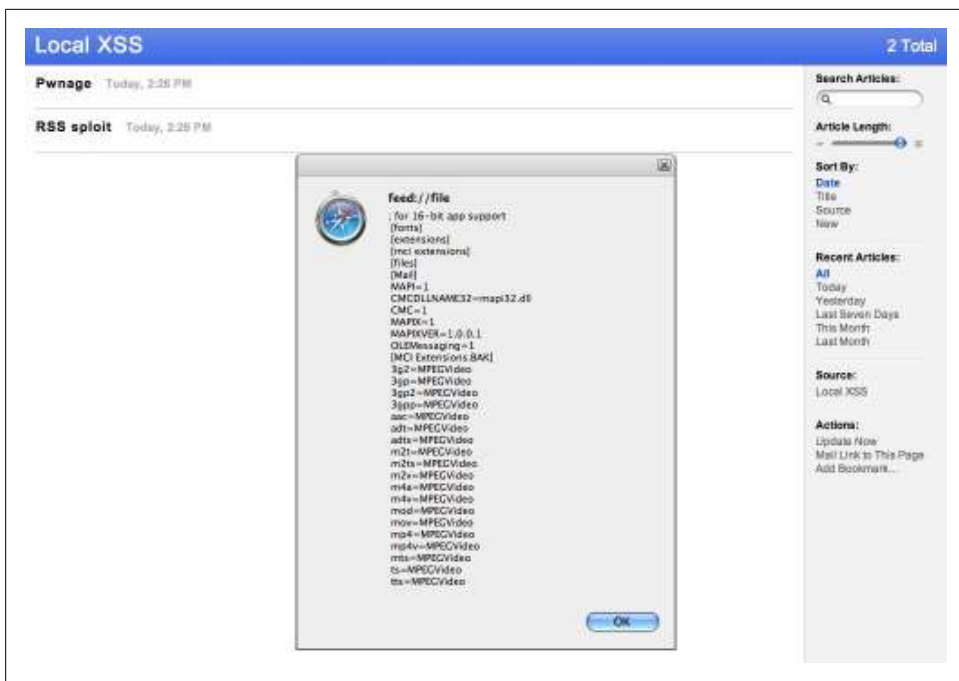 Local XSS
2 Total
Pwnage Today, 2:26 PM
RSS sploit Today, 2:26 PM
Search Articles:
Article Length:
Sort By:
Date
Title
Source
New
Recent Articles:
All
Today
Yesterday
Last Seven Days
This Month
Last Month
Source:
Local XSS
Actions:
Update Now
Mail Link to This Page
Add Bookmark...
feed://file
; for 16-bit app support
[fonts]
[extensions]
[mci extensions]
[files]
[Mail]
MAPI=1
CMCDLLNAME32=mapi32.dll
CMC=1
MAPIX=1
MAPIXVER=1.0.0.1
OLEMessaging=1
[MCI Extensions.BAK]
3g2=MPEGVideo
3gp=MPEGVideo
3gp2=MPEGVideo
3gpp=MPEGVideo
aac=MPEGVideo
adt=MPEGVideo
adts=MPEGVideo
m2t=MPEGVideo
m2ts=MPEGVideo
m2v=MPEGVideo
m4a=MPEGVideo
m4v=MPEGVideo
mod=MPEGVideo
mov=MPEGVideo
mp4=MPEGVideo
mp4v=MPEGVideo
mts=MPEGVideo
ts=MPEGVideo
tts=MPEGVideo
OK